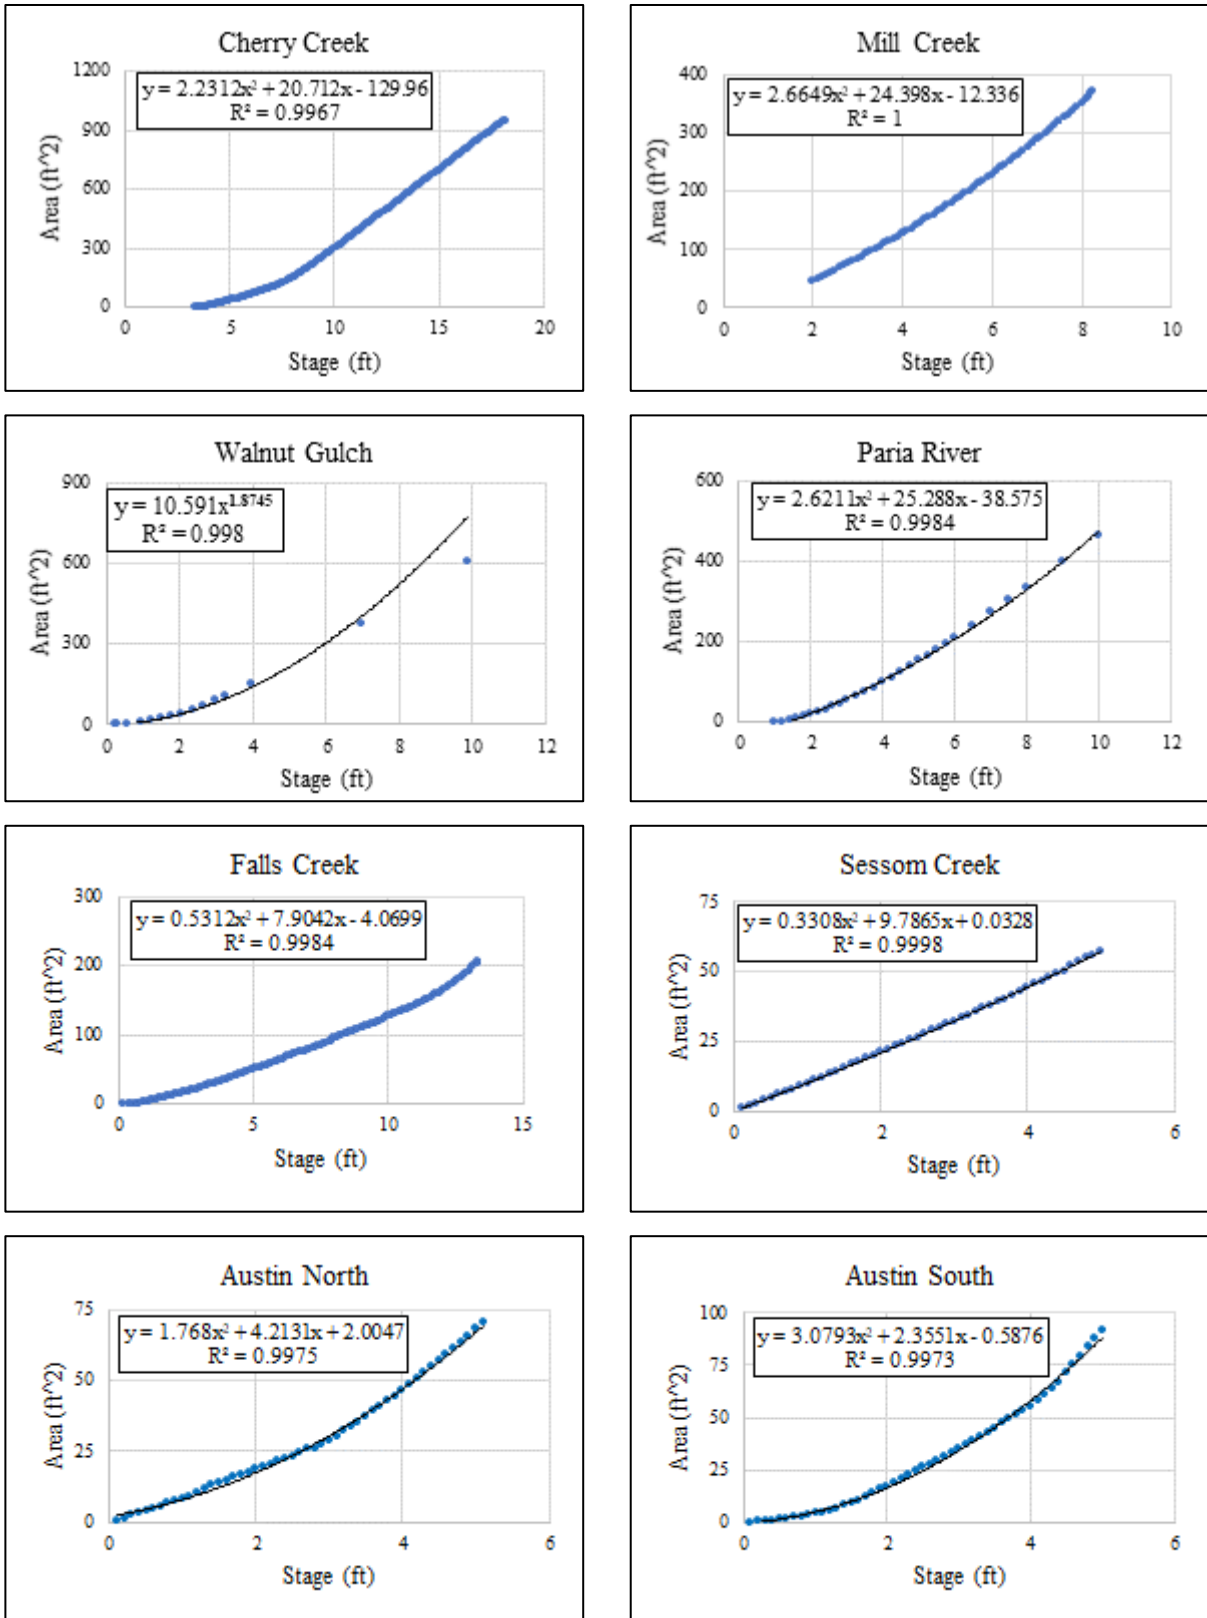 Cherry Creek
y = 2.2312x² + 20.712x - 129.96
R² = 0.9967
1200
900
600
300
0
0 5 10 15 20
Area (ft^2)
Stage (ft)
Mill Creek
y = 2.6649x² + 24.398x - 12.336
R² = 1
400
300
200
100
0
0 2 4 6 8 10
Area (ft^2)
Stage (ft)
Walnut Gulch
y = 10.591x^1.8745
R² = 0.998
900
600
300
0
0 2 4 6 8 10 12
Area (ft^2)
Stage (ft)
Paria River
y = 2.6211x² + 25.288x - 38.575
R² = 0.9984
600
400
200
0
0 2 4 6 8 10 12
Area (ft^2)
Stage (ft)
Falls Creek
y = 0.5312x² + 7.9042x - 4.0699
R² = 0.9984
300
200
100
0
0 5 10 15
Area (ft^2)
Stage (ft)
Sessom Creek
y = 0.3308x² + 9.7865x + 0.0328
R² = 0.9998
75
50
25
0
0 2 4 6
Area (ft^2)
Stage (ft)
Austin North
y = 1.768x² + 4.2131x + 2.0047
R² = 0.9975
75
50
25
0
0 2 4 6
Area (ft^2)
Stage (ft)
Austin South
y = 3.0793x² + 2.3551x - 0.5876
R² = 0.9973
100
75
50
25
0
0 2 4 6
Area (ft^2)
Stage (ft)